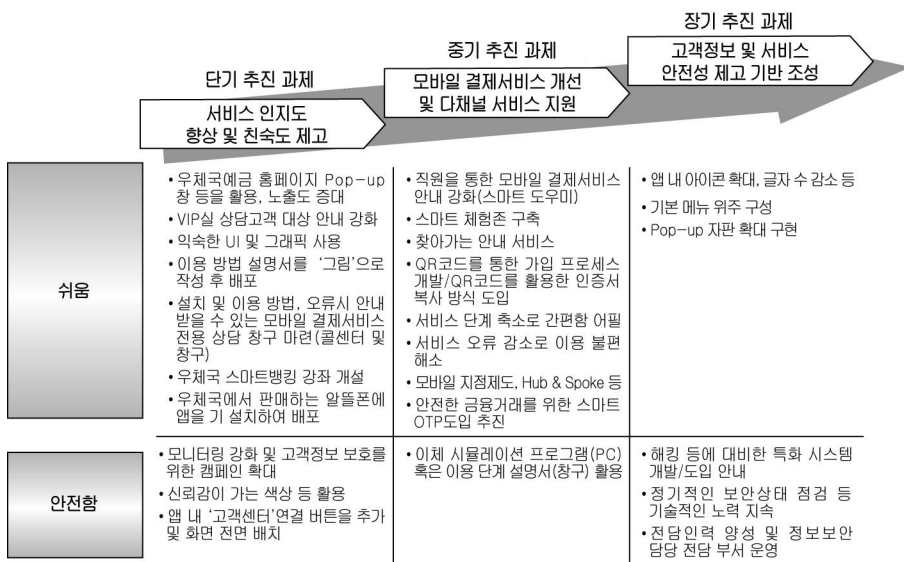 단기 추진 과제
서비스 인지도
향상 및 친숙도 제고
중기 추진 과제
모바일 결제서비스 개선
및 다채널 서비스 지원
장기 추진 과제
고객정보 및 서비스
안전성 제고 기반 조성
쉬움
• 우체국예금 홈페이지 Pop-up
창 등을 활용, 노출도 증대
• VIP실 상담고객 대상 안내 강화
• 익숙한 UI 및 그래픽 사용
• 이용 방법 설명서를 ‘그림’으로
작성 후 배포
• 설치 및 이용 방법, 오류시 안내
받을 수 있는 모바일 결제서비스
전용 상담 창구 마련(콜센터 및
창구)
• 우체국 스마트뱅킹 강좌 개설
• 우체국에서 판매하는 알뜰폰에
앱을 기 설치하여 배포
• 직원을 통한 모바일 결제서비스
안내 강화(스마트 도우미)
• 스마트 체험존 구축
• 찾아가는 안내 서비스
• QR코드를 통한 가입 프로세스
개발/QR코드를 활용한 인증서
복사 방식 도입
• 서비스 단계 축소로 간편함 어필
• 서비스 오류 감소로 이용 불편
해소
• 모바일 지점제도, Hub & Spoke 등
• 안전한 금융거래를 위한 스마트
OTP도입 추진
• 앱 내 아이콘 확대, 글자 수 감소 등
• 기본 메뉴 위주 구성
• Pop-up 자판 확대 구현
안전함
• 모니터링 강화 및 고객정보 보호를
위한 캠페인 확대
• 신뢰감이 가는 색상 등 활용
• 앱 내 ‘고객센터’연결 버튼을 추가
및 화면 전면 배치
• 이체 시뮬레이션 프로그램(PC)
혹은 이용 단계 설명서(창구) 활용
• 해킹 등에 대비한 특화 시스템
개발/도입 안내
• 정기적인 보안상태 점검 등
기술적인 노력 지속
• 전담인력 양성 및 정보보안
담당 전담 부서 운영